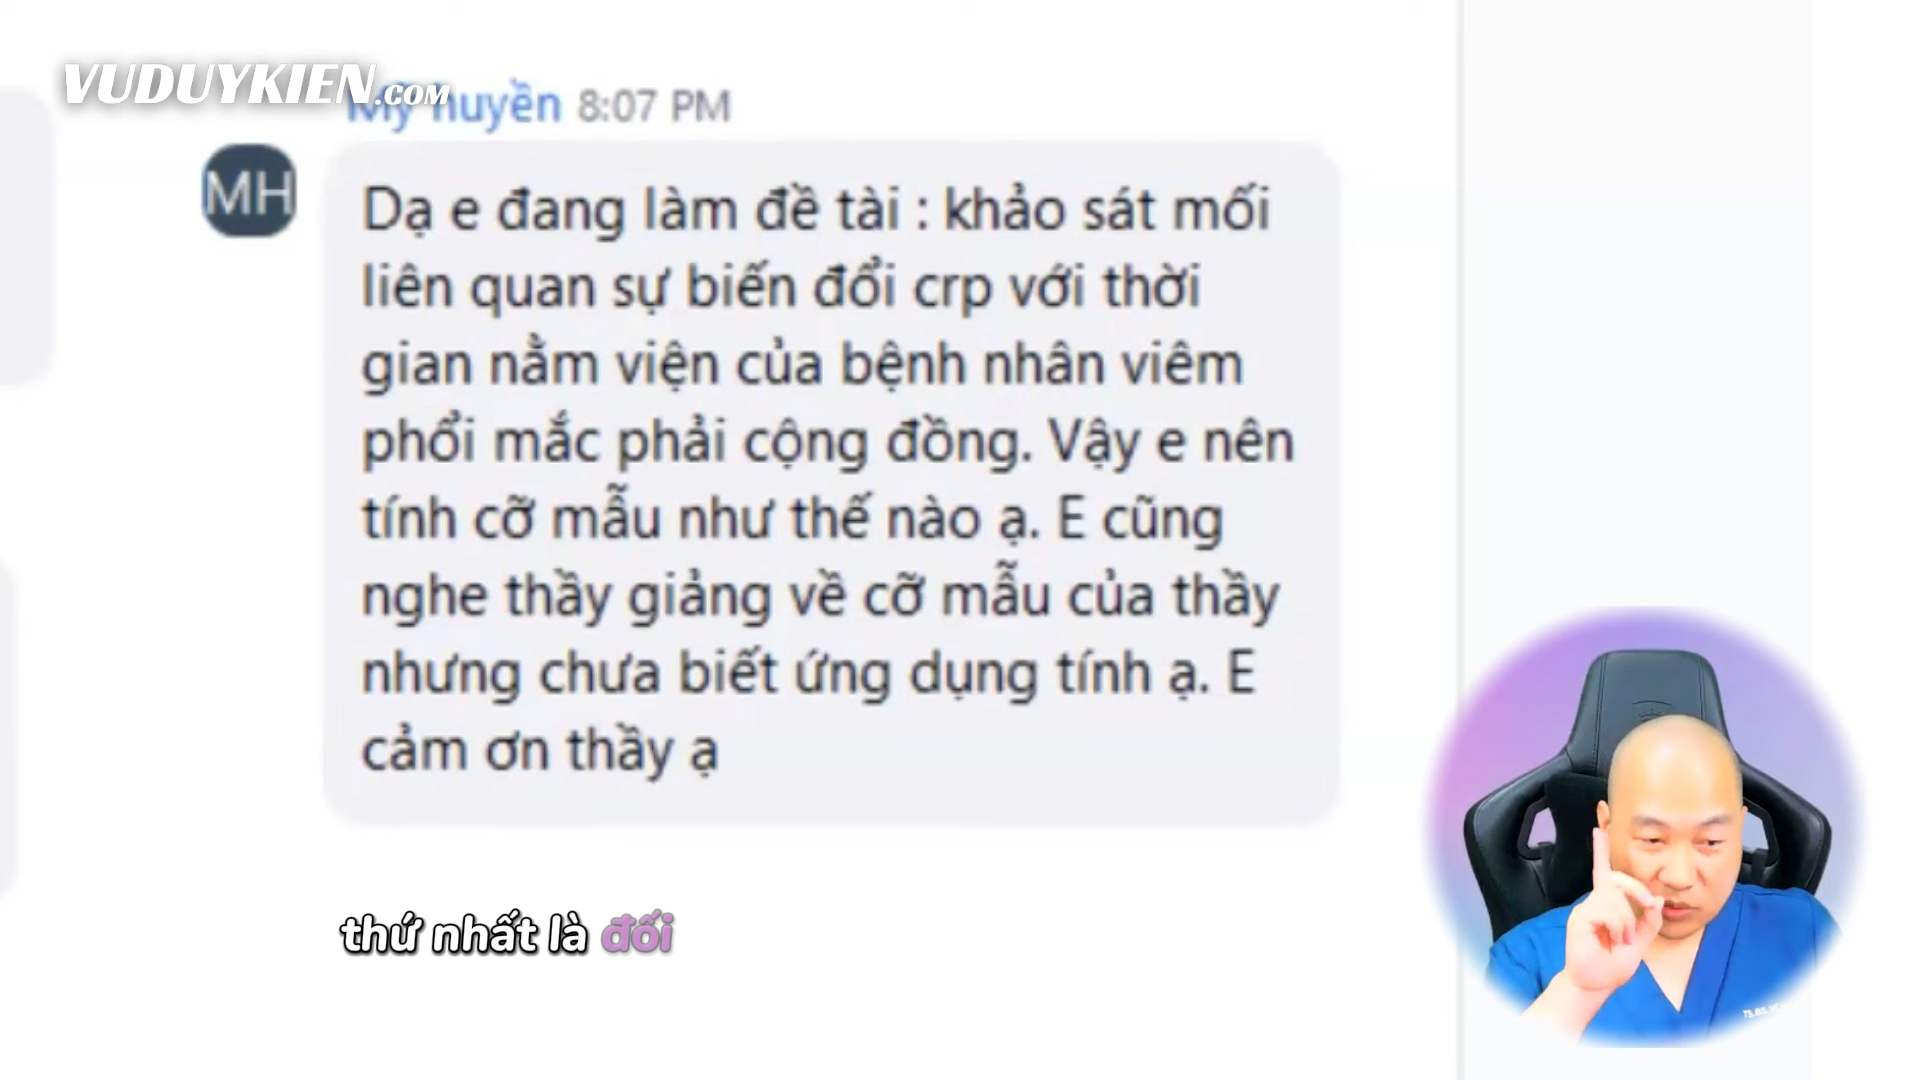 VUDUYKIEN.COM
Mỹ huyền 8:07 PM
MH
Dạ e đang làm đề tài : khảo sát mối
liên quan sự biến đổi crp với thời
gian nằm viện của bệnh nhân viêm
phổi mắc phải cộng đồng. Vậy e nên
tính cỡ mẫu như thế nào ạ. E cũng
nghe thầy giảng về cỡ mẫu của thầy
nhưng chưa biết ứng dụng tính ạ. E
cảm ơn thầy ạ
thứ nhất là đối